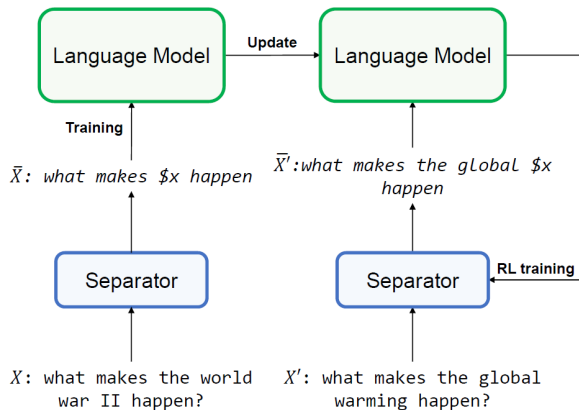 Language Model
Update
Language Model
Training
X̄: what makes $x happen
X̄′:what makes the global $x
happen
Separator
Separator
RL training
X: what makes the world
war II happen?
X′: what makes the global
warming happen?